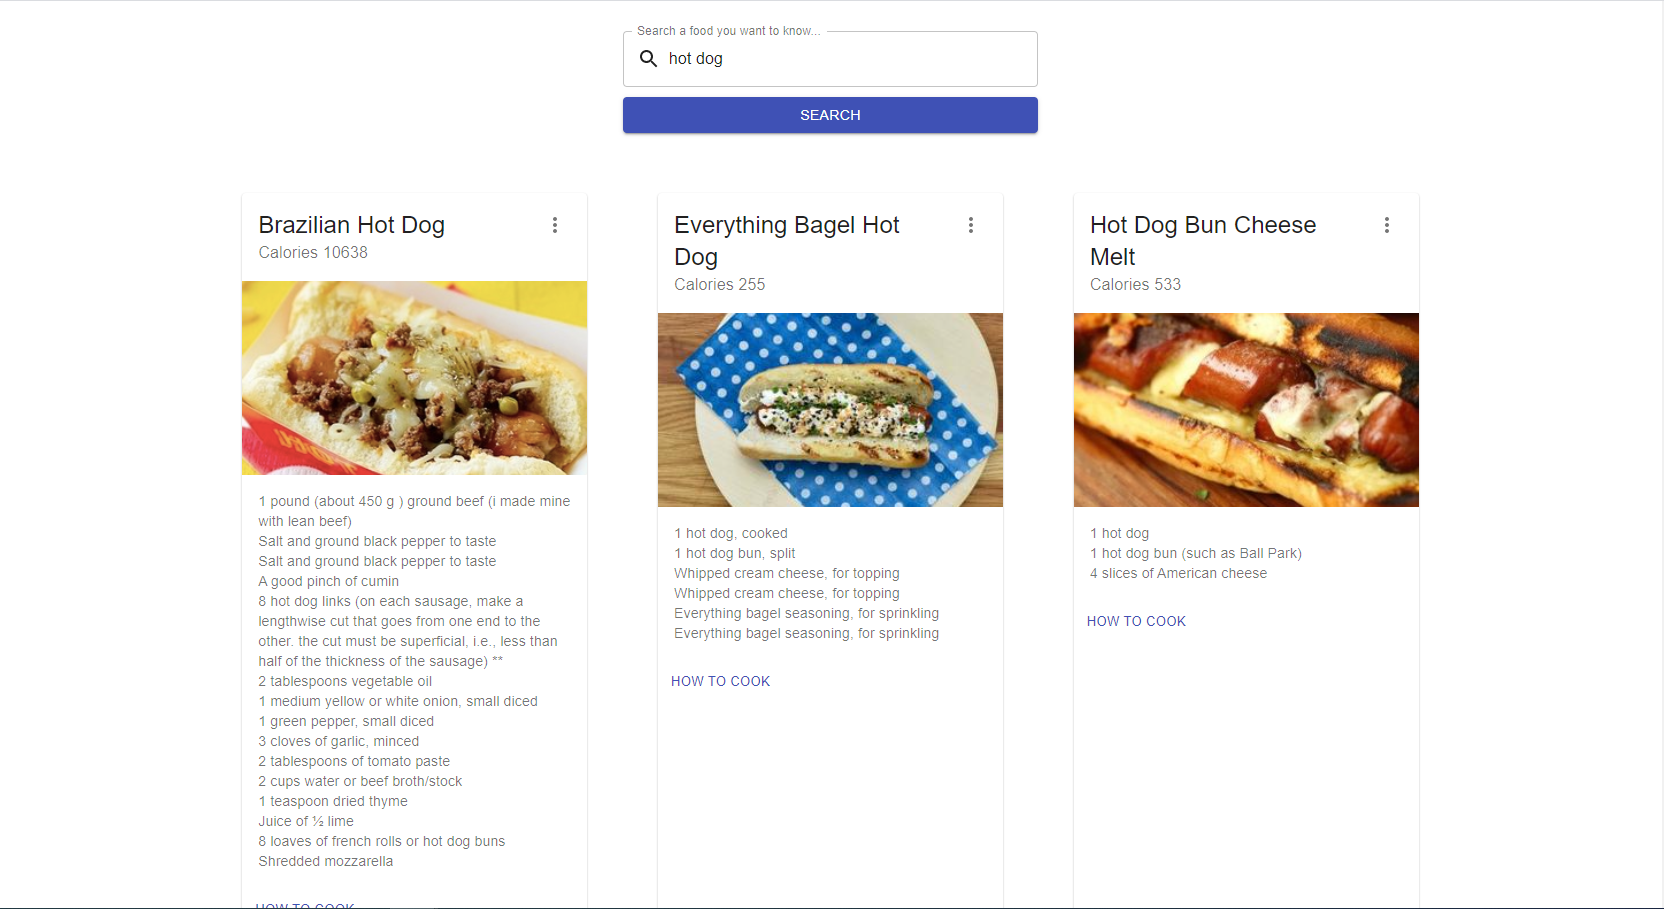 Search a food you want to know...
hot dog
SEARCH
Brazilian Hot Dog
Calories 10638
1 pound (about 450 g ) ground beef (i made mine
with lean beef)
Salt and ground black pepper to taste
Salt and ground black pepper to taste
A good pinch of cumin
8 hot dog links (on each sausage, make a
lengthwise cut that goes from one end to the
other. the cut must be superficial, i.e., less than
half of the thickness of the sausage) **
2 tablespoons vegetable oil
1 medium yellow or white onion, small diced
1 green pepper, small diced
3 cloves of garlic, minced
2 tablespoons of tomato paste
2 cups water or beef broth/stock
1 teaspoon dried thyme
Juice of ½ lime
8 loaves of french rolls or hot dog buns
Shredded mozzarella
HOW TO COOK
Everything Bagel Hot
Dog
Calories 255
1 hot dog, cooked
1 hot dog bun, split
Whipped cream cheese, for topping
Whipped cream cheese, for topping
Everything bagel seasoning, for sprinkling
Everything bagel seasoning, for sprinkling
HOW TO COOK
Hot Dog Bun Cheese
Melt
Calories 533
1 hot dog
1 hot dog bun (such as Ball Park)
4 slices of American cheese
HOW TO COOK